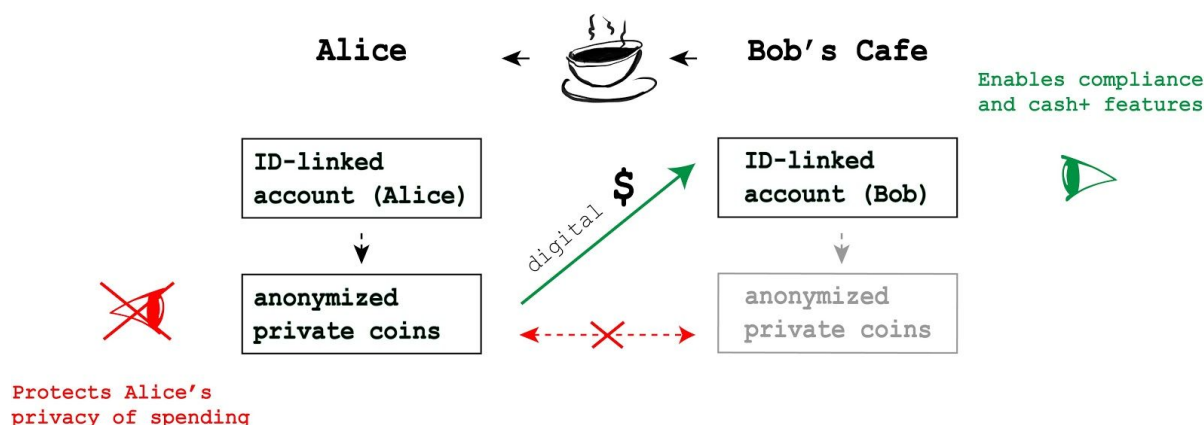 Alice
Bob's Cafe
Enables compliance
and cash+ features
ID-linked
account (Alice)
$
digital
ID-linked
account (Bob)
anonymized
private coins
anonymized
private coins
Protects Alice's
privacy of spending